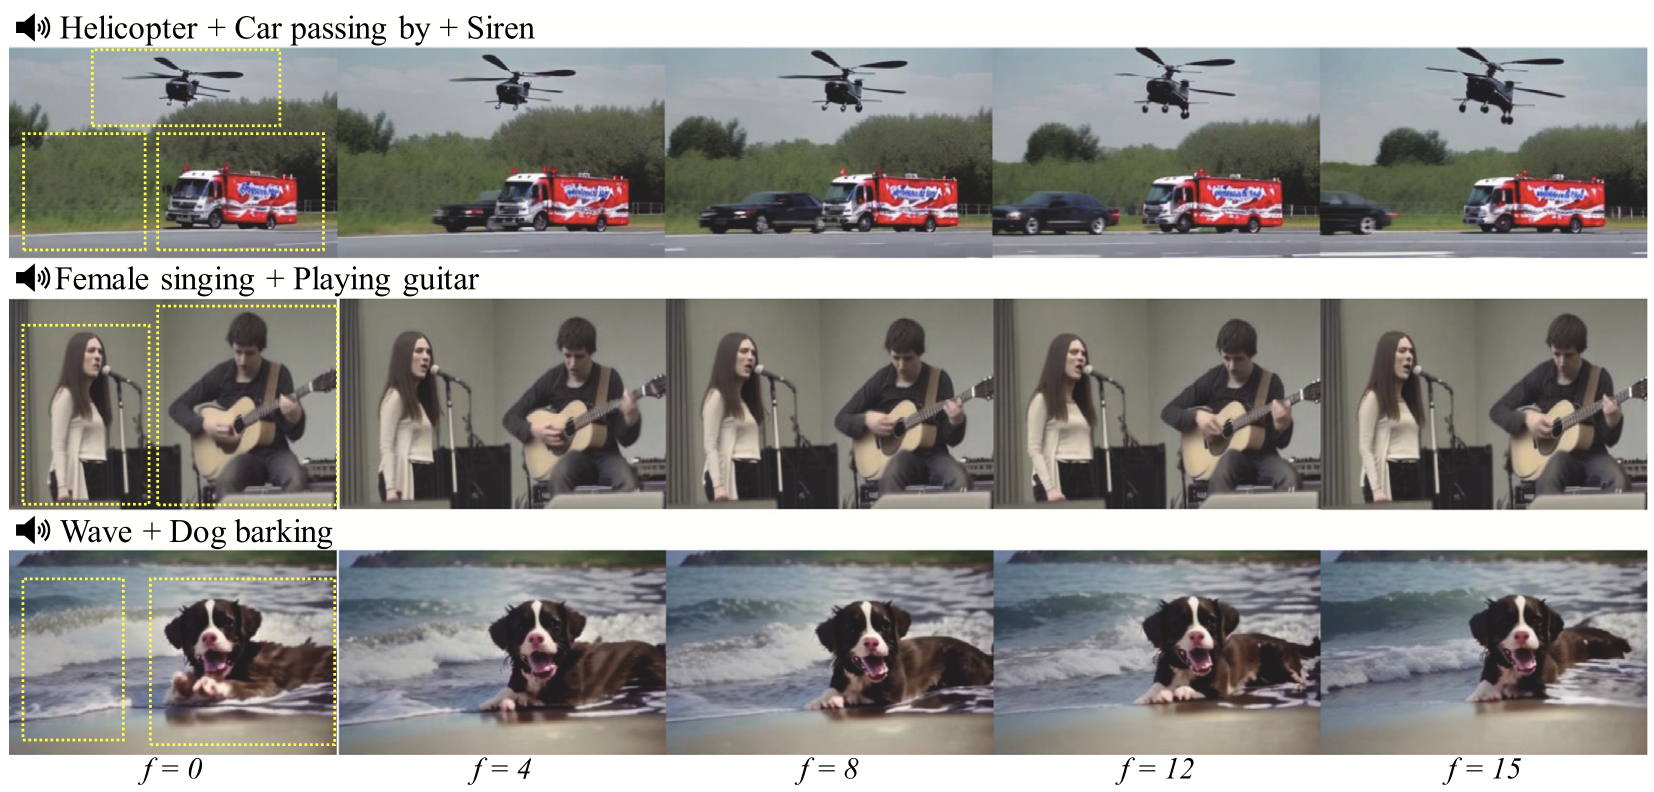 Helicopter + Car passing by + Siren
Female singing + Playing guitar
Wave + Dog barking
f = 0 f = 4 f = 8 f = 12 f = 15